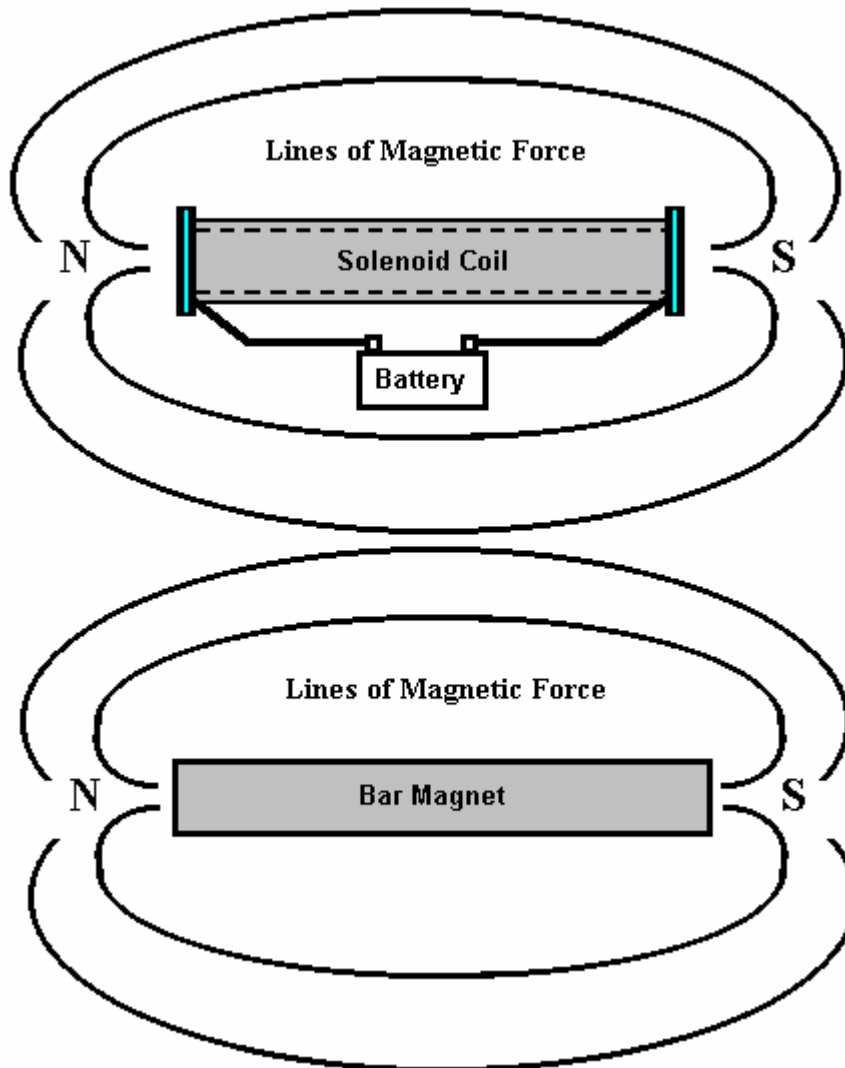 Lines of Magnetic Force
N
Solenoid Coil
S
Battery
Lines of Magnetic Force
N
Bar Magnet
S